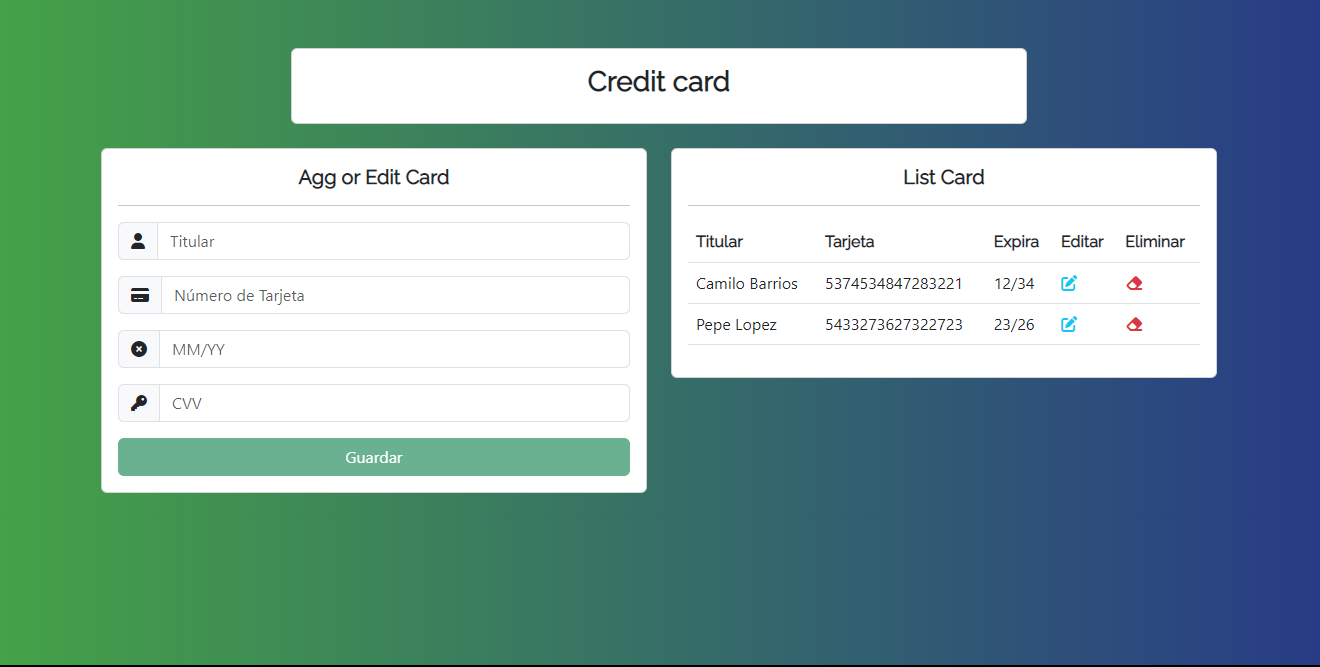 Credit card
Agg or Edit Card
Titular
Número de Tarjeta
MM/YY
CVV
Guardar
List Card
Titular Tarjeta Expira Editar Eliminar
Camilo Barrios 5374534847283221 12/34
Pepe Lopez 5433273627322723 23/26